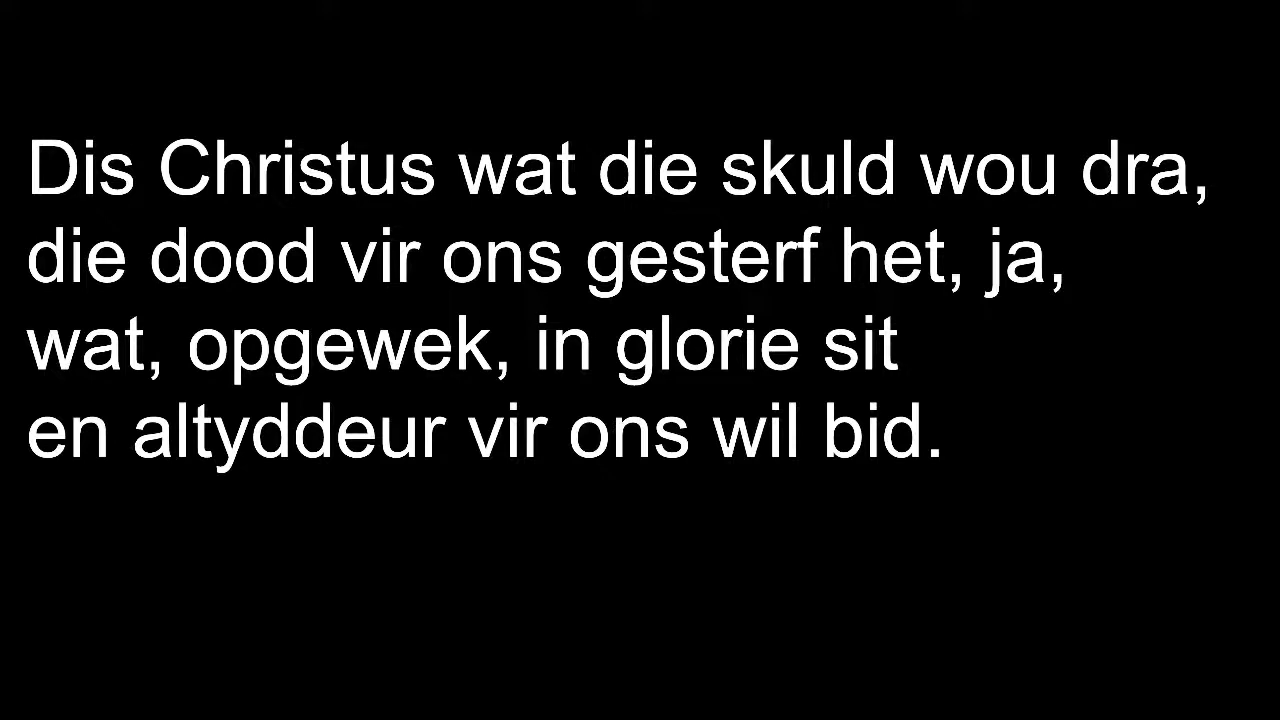 Dis Christus wat die skuld wou dra,
die dood vir ons gesterf het, ja,
wat, opgewek, in glorie sit
en altyddeur vir ons wil bid.